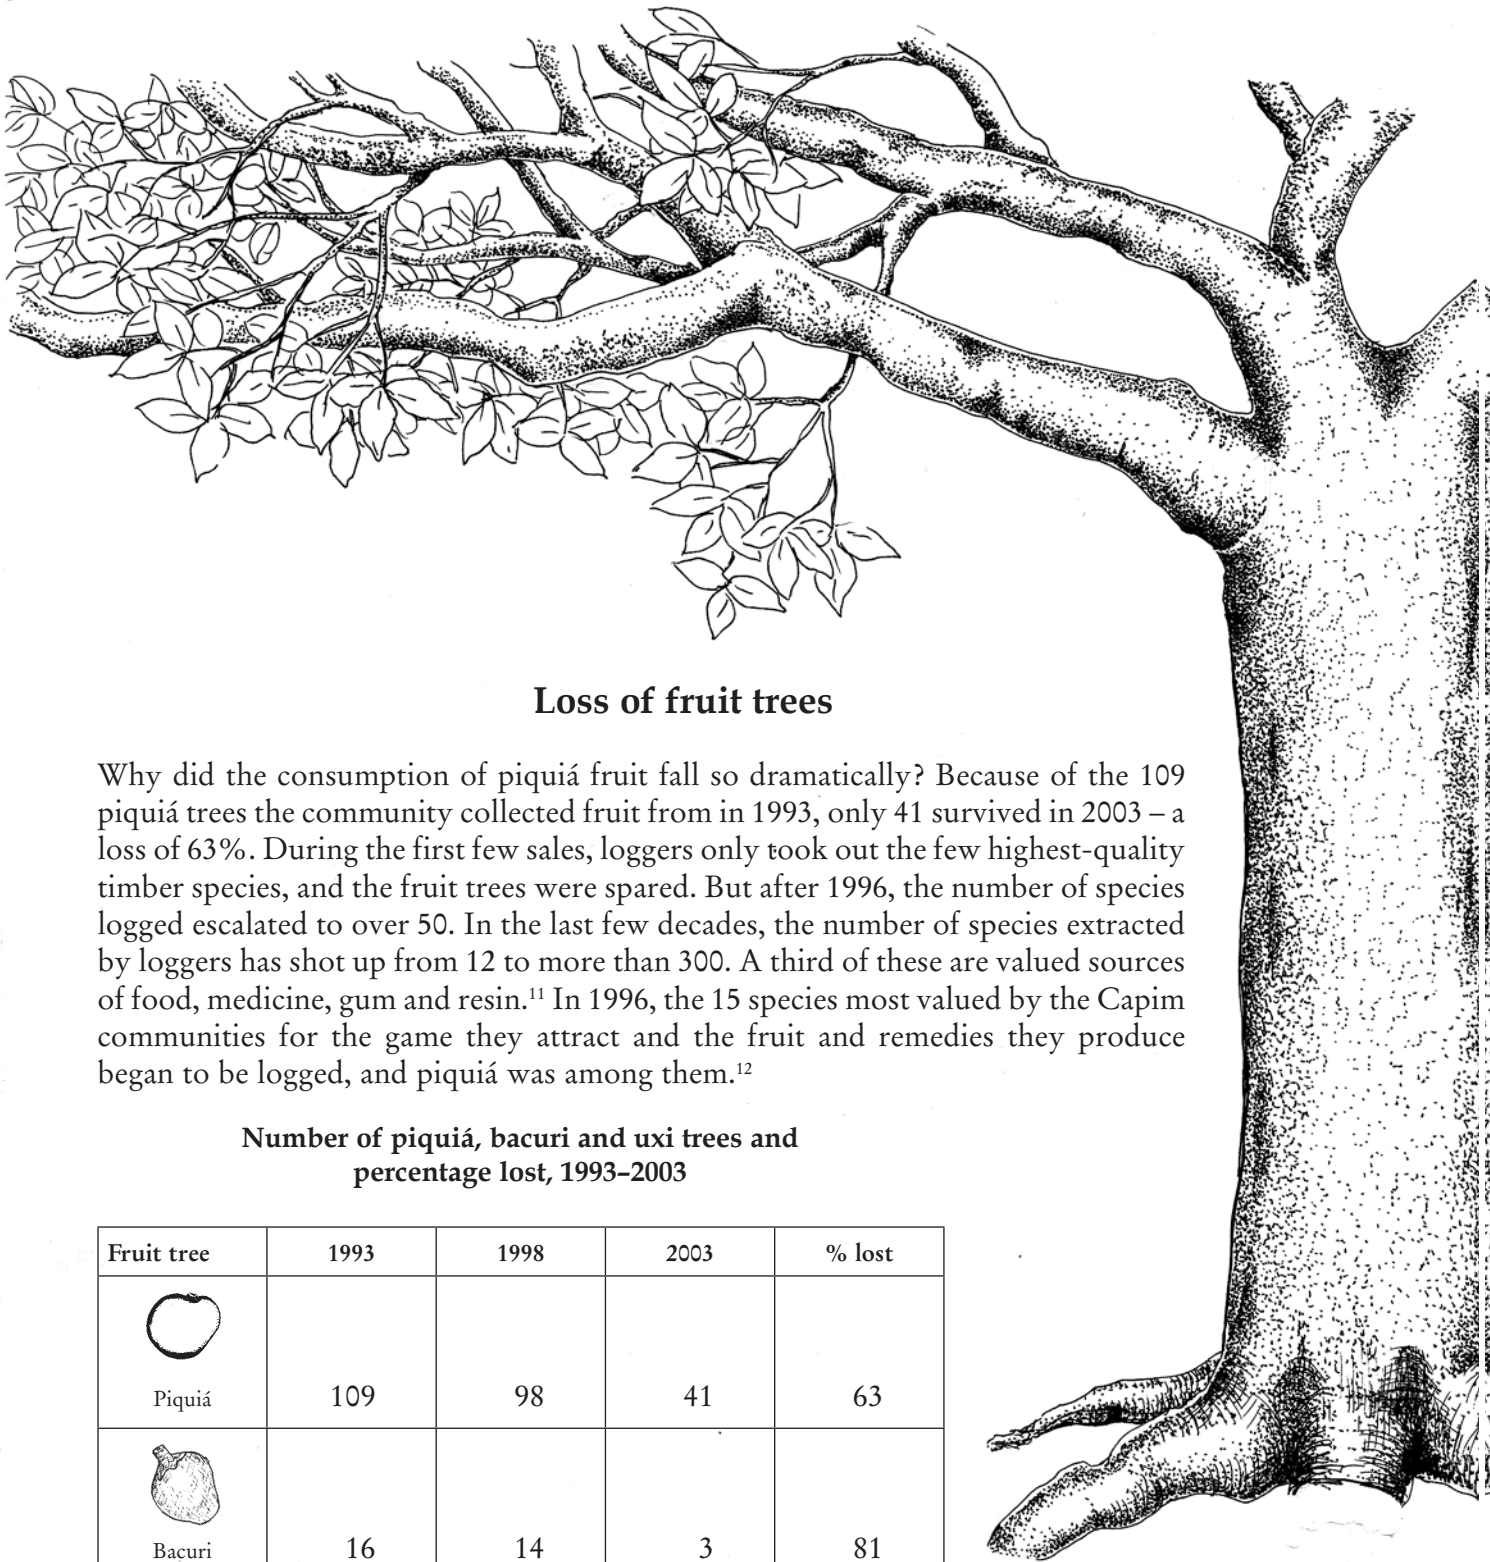 Loss of fruit trees
Why did the consumption of piquiá fruit fall so dramatically? Because of the 109
piquiá trees the community collected fruit from in 1993, only 41 survived in 2003 – a
loss of 63%. During the first few sales, loggers only took out the few highest-quality
timber species, and the fruit trees were spared. But after 1996, the number of species
logged escalated to over 50. In the last few decades, the number of species extracted
by loggers has shot up from 12 to more than 300. A third of these are valued sources
of food, medicine, gum and resin.¹¹ In 1996, the 15 species most valued by the Capim
communities for the game they attract and the fruit and remedies they produce
began to be logged, and piquiá was among them.¹²
Number of piquiá, bacuri and uxi trees and
percentage lost, 1993–2003
Fruit tree 1993 1998 2003 % lost
Piquiá 109 98 41 63
Bacuri 16 14 3 81